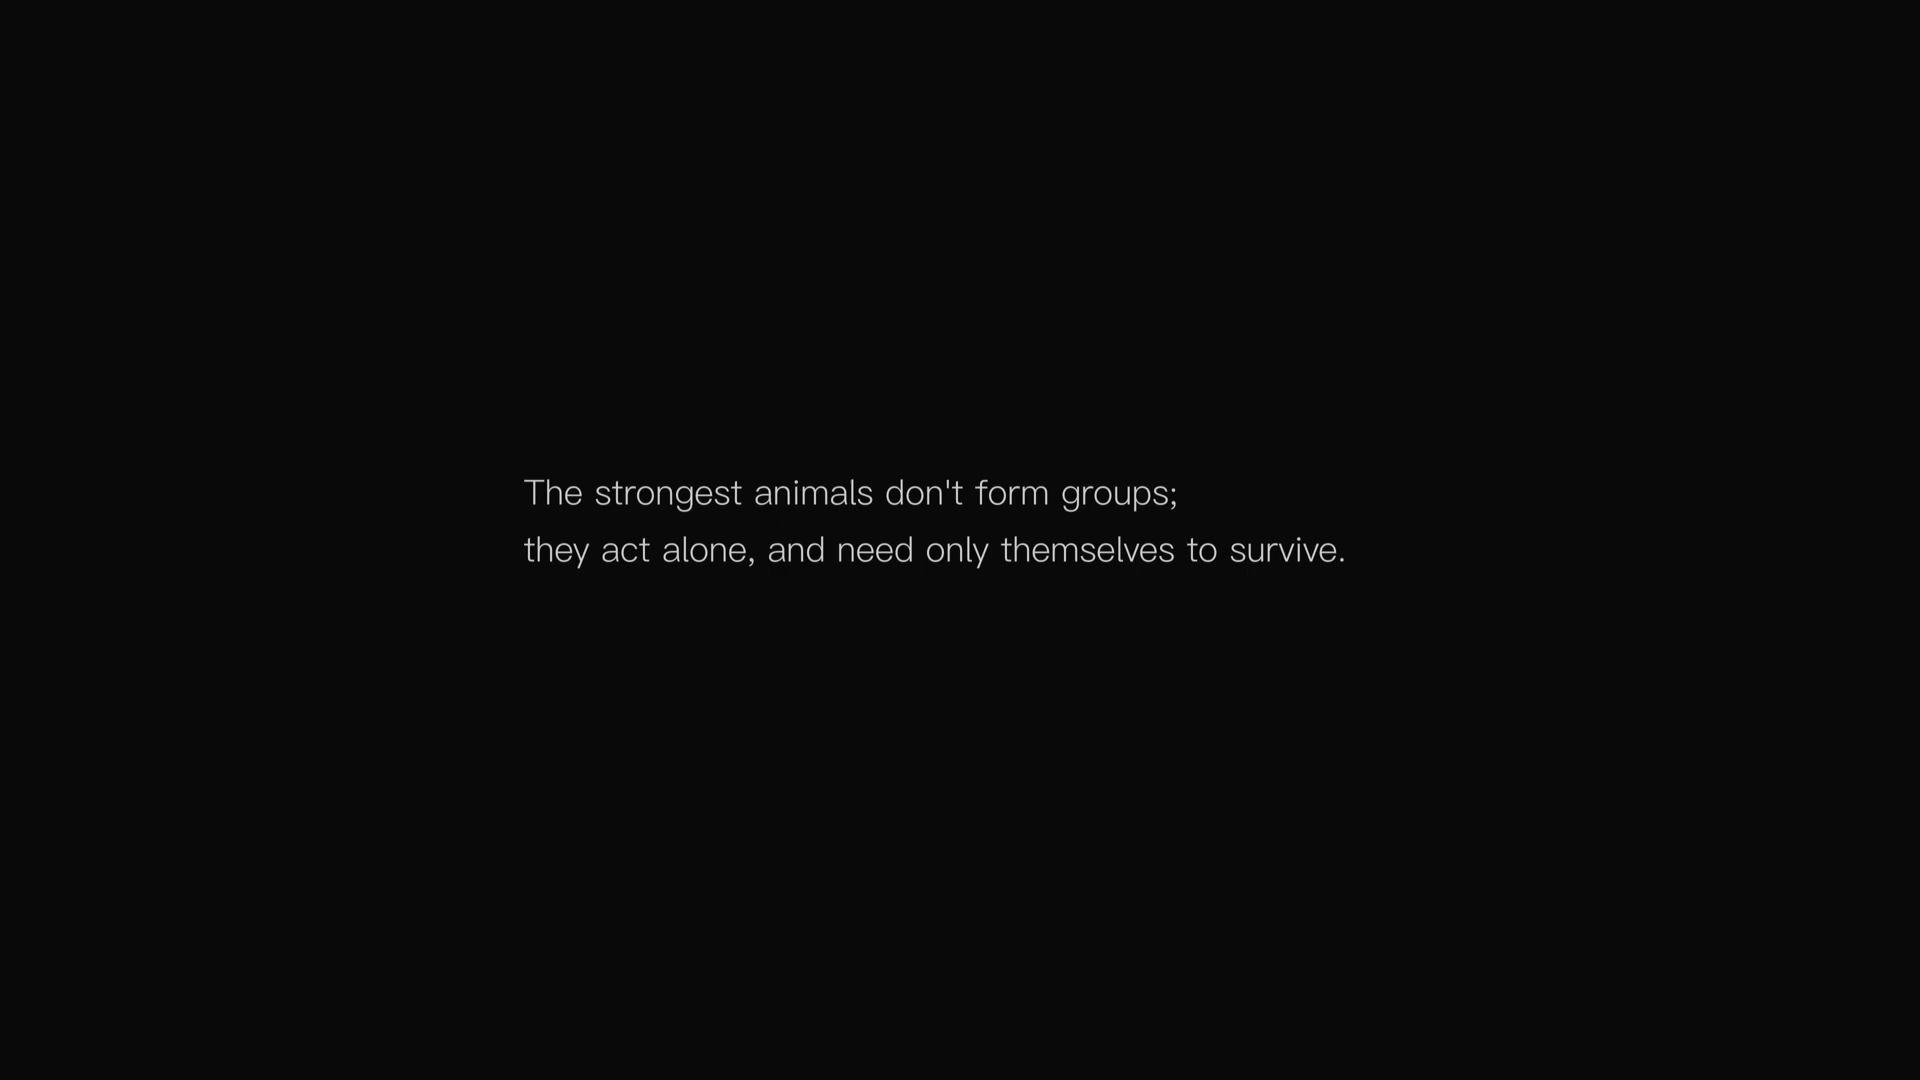 The strongest animals don't form groups;
they act alone, and need only themselves to survive.